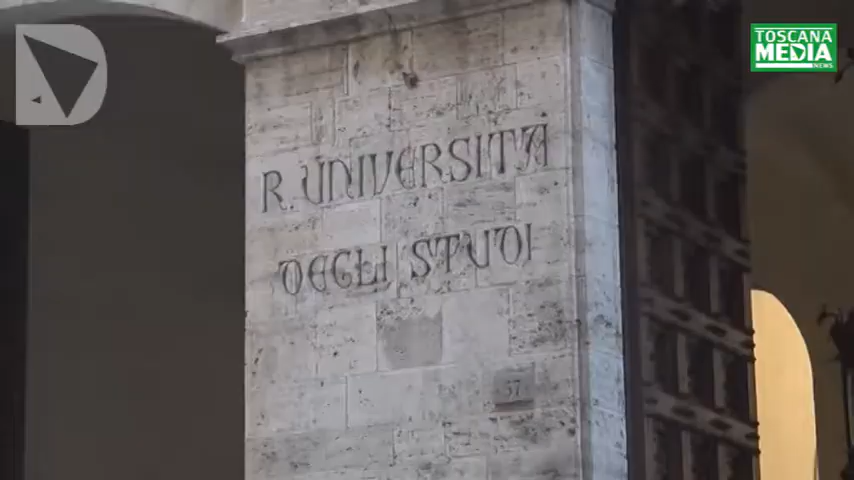 TOSCANA
MEDIA
NEWS
R. UNIVERSITÀ
DEGLI STUDI
57